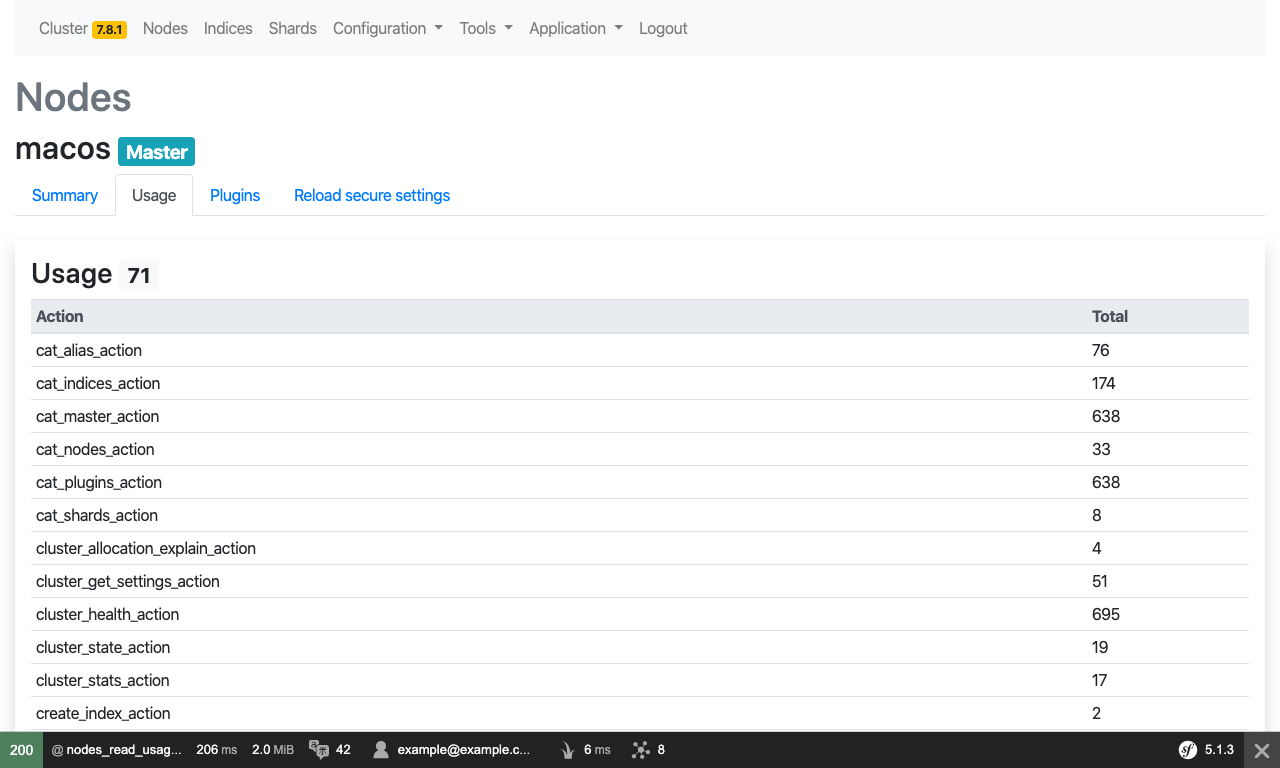 Cluster 7.8.1 Nodes Indices Shards Configuration Tools Application Logout
Nodes
macos Master
Summary Usage Plugins Reload secure settings
Usage 71
Action Total
cat_alias_action 76
cat_indices_action 174
cat_master_action 638
cat_nodes_action 33
cat_plugins_action 638
cat_shards_action 8
cluster_allocation_explain_action 4
cluster_get_settings_action 51
cluster_health_action 695
cluster_state_action 19
cluster_stats_action 17
create_index_action 2
200 @ nodes_read_usag... 206 ms 2.0 MiB 42 example@example.c... 6 ms 8 sf 5.1.3